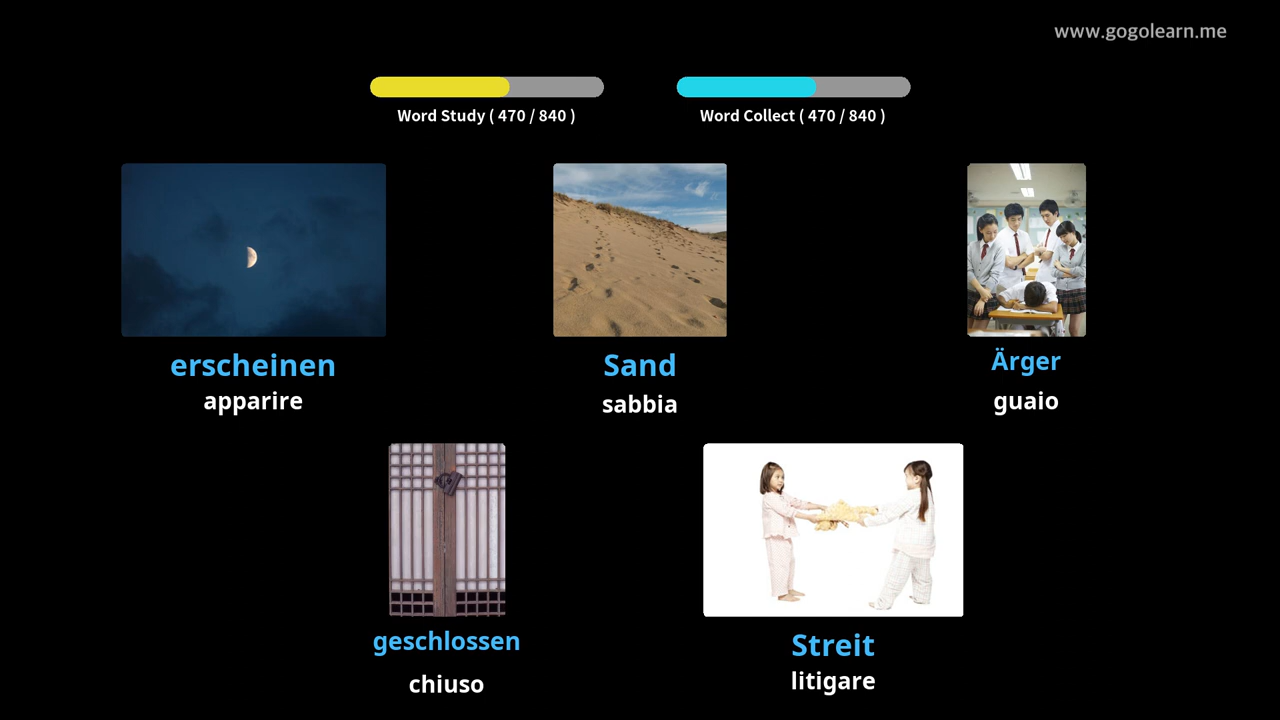 www.gogolearn.me
Word Study ( 470 / 840 )
Word Collect ( 470 / 840 )
erscheinen
apparire
Sand
sabbia
Ärger
guaio
geschlossen
chiuso
Streit
litigare